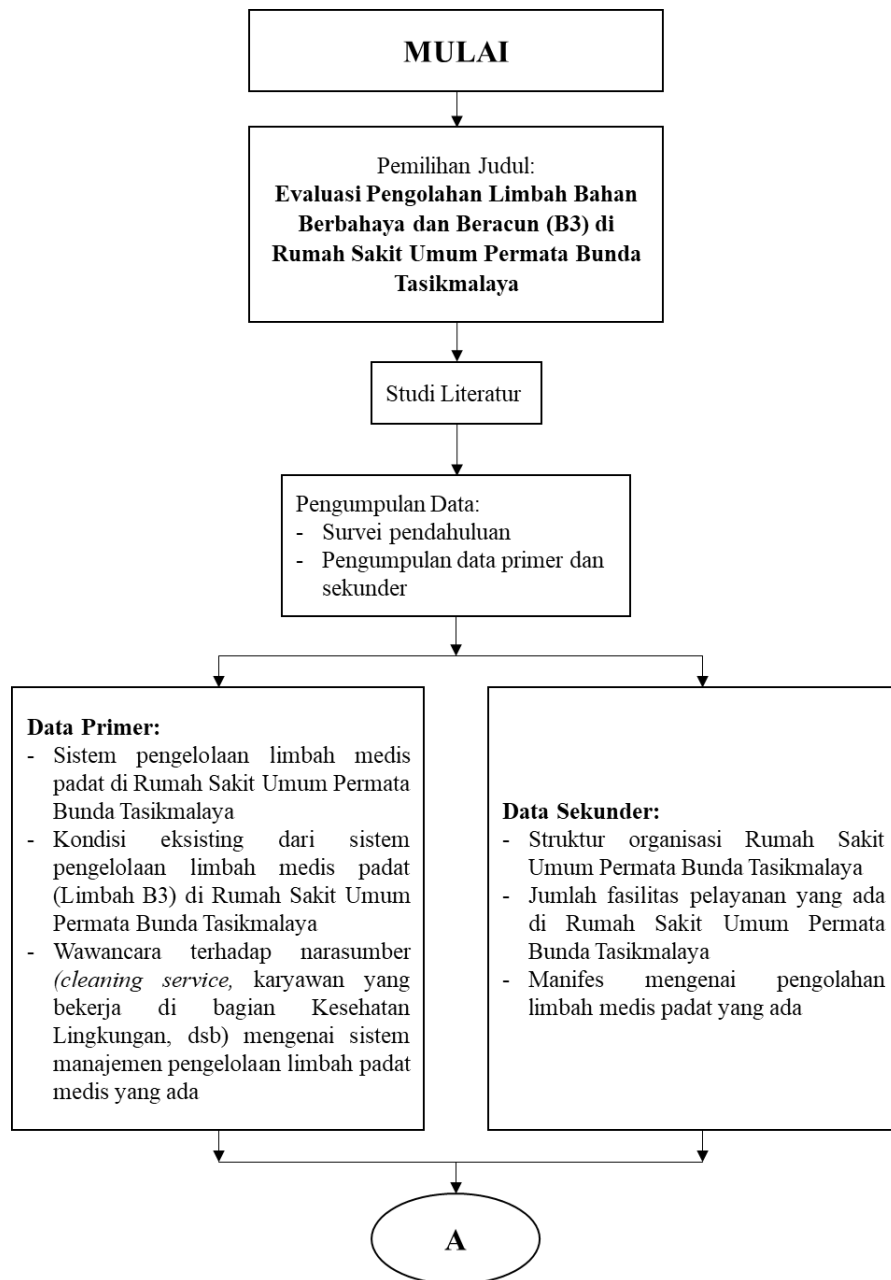 MULAI
Pemilihan Judul:
Evaluasi Pengolahan Limbah Bahan
Berbahaya dan Beracun (B3) di
Rumah Sakit Umum Permata Bunda
Tasikmalaya
Studi Literatur
Pengumpulan Data:
- Survei pendahuluan
- Pengumpulan data primer dan
sekunder
Data Primer:
- Sistem pengelolaan limbah medis
padat di Rumah Sakit Umum Permata
Bunda Tasikmalaya
- Kondisi eksisting dari sistem
pengelolaan limbah medis padat
(Limbah B3) di Rumah Sakit Umum
Permata Bunda Tasikmalaya
- Wawancara terhadap narasumber
(cleaning service, karyawan yang
bekerja di bagian Kesehatan
Lingkungan, dsb) mengenai sistem
manajemen pengelolaan limbah padat
medis yang ada
Data Sekunder:
- Struktur organisasi Rumah Sakit
Umum Permata Bunda Tasikmalaya
- Jumlah fasilitas pelayanan yang ada
di Rumah Sakit Umum Permata
Bunda Tasikmalaya
- Manifes mengenai pengolahan
limbah medis padat yang ada
A